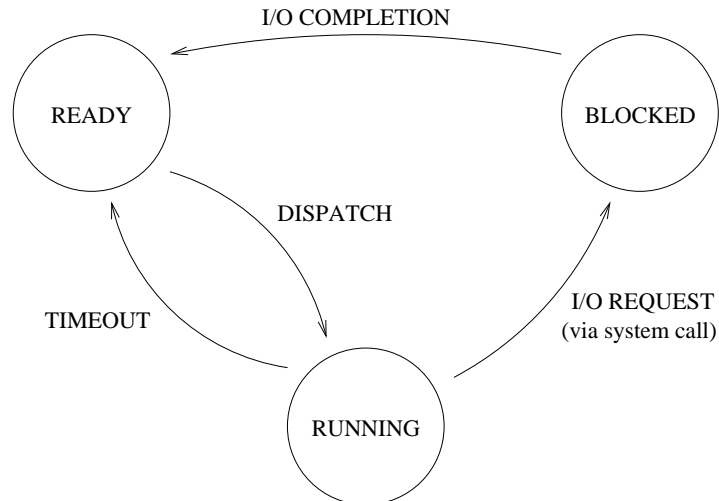 I/O COMPLETION
READY
BLOCKED
DISPATCH
TIMEOUT
I/O REQUEST
(via system call)
RUNNING